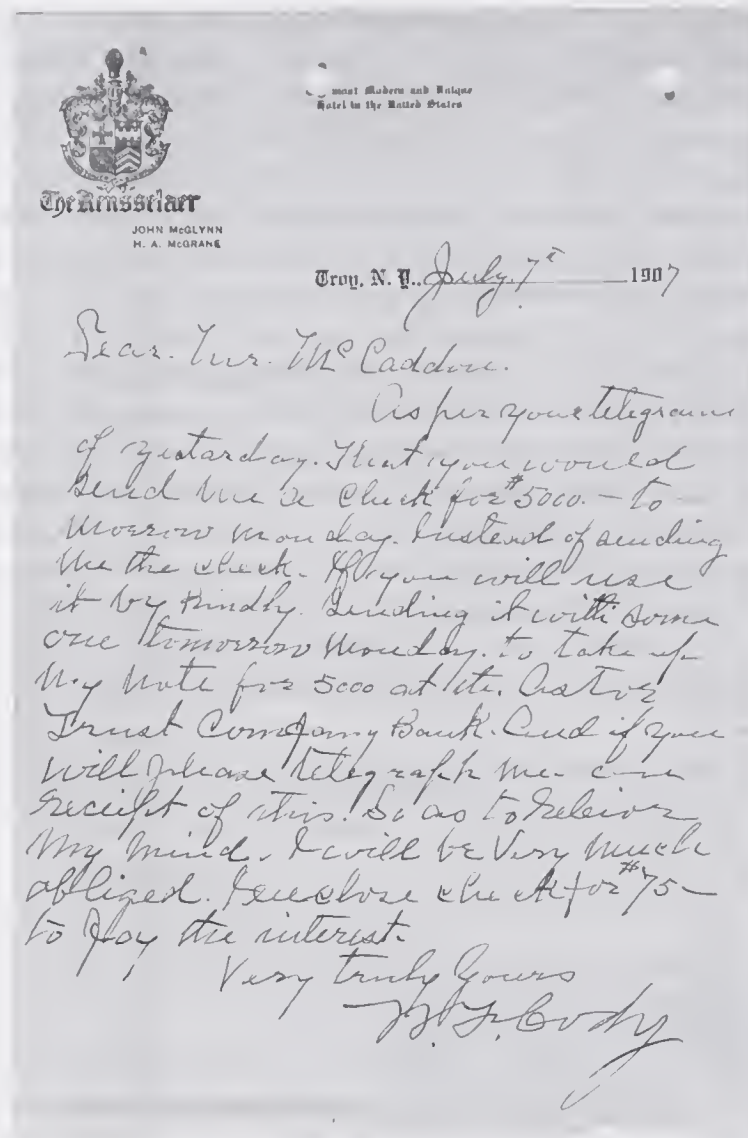 most Modern and Unique
Hotel in the United States
The Rensselaer
JOHN McGLYNN
H. A. McGRANE
Troy, N. Y., July 7th 1907
Dear Mr. McCaddon.
As per your telegram
of yestarday. That you would
send me a check for $5000.- to
morrow monday. Instead of sending
me the check. If you will use
it by Kindly. Sending it with some
one tomorrow Monday. to take up
my note for 5000 at the. Astor
Trust Company Bank. And if you
will please telegraph me on
receipt of this. So as to Releive
My mind. I will be Very Much
obliged. I enclose check for $75-
to pay the interest.
Very truly Yours
W. F. Cody